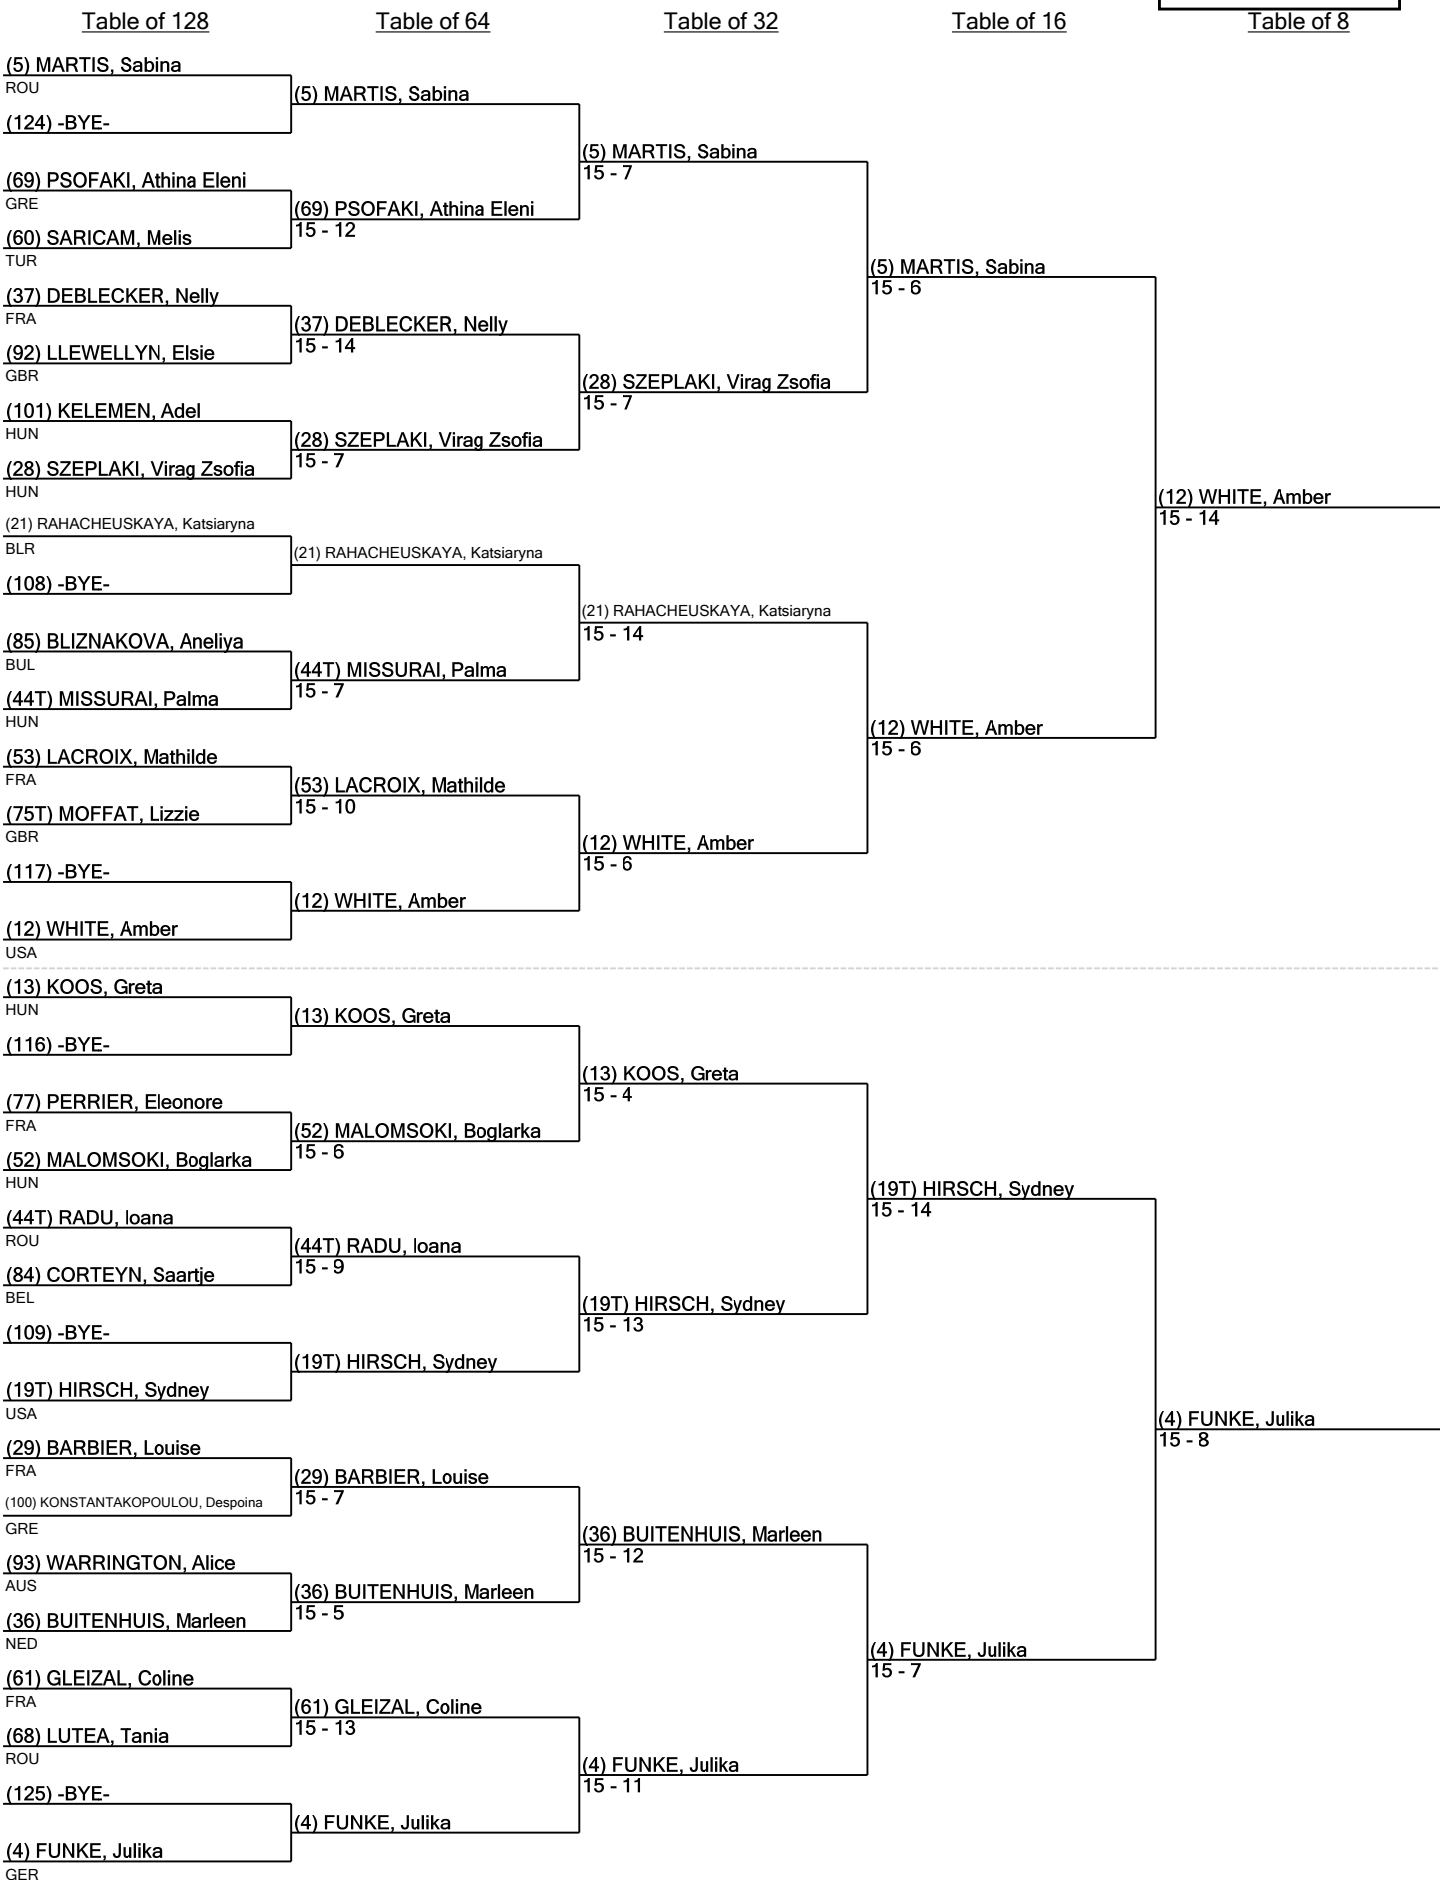 Table of 128
Table of 64
Table of 32
Table of 16
Table of 8
(5) MARTIS, Sabina
ROU
(5) MARTIS, Sabina
(124) -BYE-
(5) MARTIS, Sabina
15 - 7
(69) PSOFAKI, Athina Eleni
GRE
(69) PSOFAKI, Athina Eleni
15 - 12
(60) SARICAM, Melis
TUR
(5) MARTIS, Sabina
15 - 6
(37) DEBLECKER, Nelly
FRA
(37) DEBLECKER, Nelly
15 - 14
(92) LLEWELLYN, Elsie
GBR
(28) SZEPLAKI, Virag Zsofia
15 - 7
(101) KELEMEN, Adel
HUN
(28) SZEPLAKI, Virag Zsofia
15 - 7
(28) SZEPLAKI, Virag Zsofia
HUN
(12) WHITE, Amber
15 - 14
(21) RAHACHEUSKAYA, Katsiaryna
BLR
(21) RAHACHEUSKAYA, Katsiaryna
(108) -BYE-
(21) RAHACHEUSKAYA, Katsiaryna
15 - 14
(85) BLIZNAKOVA, Aneliya
BUL
(44T) MISSURAI, Palma
15 - 7
(44T) MISSURAI, Palma
HUN
(12) WHITE, Amber
15 - 6
(53) LACROIX, Mathilde
FRA
(53) LACROIX, Mathilde
15 - 10
(75T) MOFFAT, Lizzie
GBR
(12) WHITE, Amber
15 - 6
(117) -BYE-
(12) WHITE, Amber
(12) WHITE, Amber
USA
(13) KOOS, Greta
HUN
(13) KOOS, Greta
(116) -BYE-
(13) KOOS, Greta
15 - 4
(77) PERRIER, Eleonore
FRA
(52) MALOMSOKI, Boglarka
15 - 6
(52) MALOMSOKI, Boglarka
HUN
(19T) HIRSCH, Sydney
15 - 14
(44T) RADU, Ioana
ROU
(44T) RADU, Ioana
15 - 9
(84) CORTEYN, Saartje
BEL
(19T) HIRSCH, Sydney
15 - 13
(109) -BYE-
(19T) HIRSCH, Sydney
(19T) HIRSCH, Sydney
USA
(4) FUNKE, Julika
15 - 8
(29) BARBIER, Louise
FRA
(29) BARBIER, Louise
15 - 7
(100) KONSTANTAKOPOULOU, Despoina
GRE
(36) BUITENHUIS, Marleen
15 - 12
(93) WARRINGTON, Alice
AUS
(36) BUITENHUIS, Marleen
15 - 5
(36) BUITENHUIS, Marleen
NED
(4) FUNKE, Julika
15 - 7
(61) GLEIZAL, Coline
FRA
(61) GLEIZAL, Coline
15 - 13
(68) LUTEA, Tania
ROU
(4) FUNKE, Julika
15 - 11
(125) -BYE-
(4) FUNKE, Julika
(4) FUNKE, Julika
GER